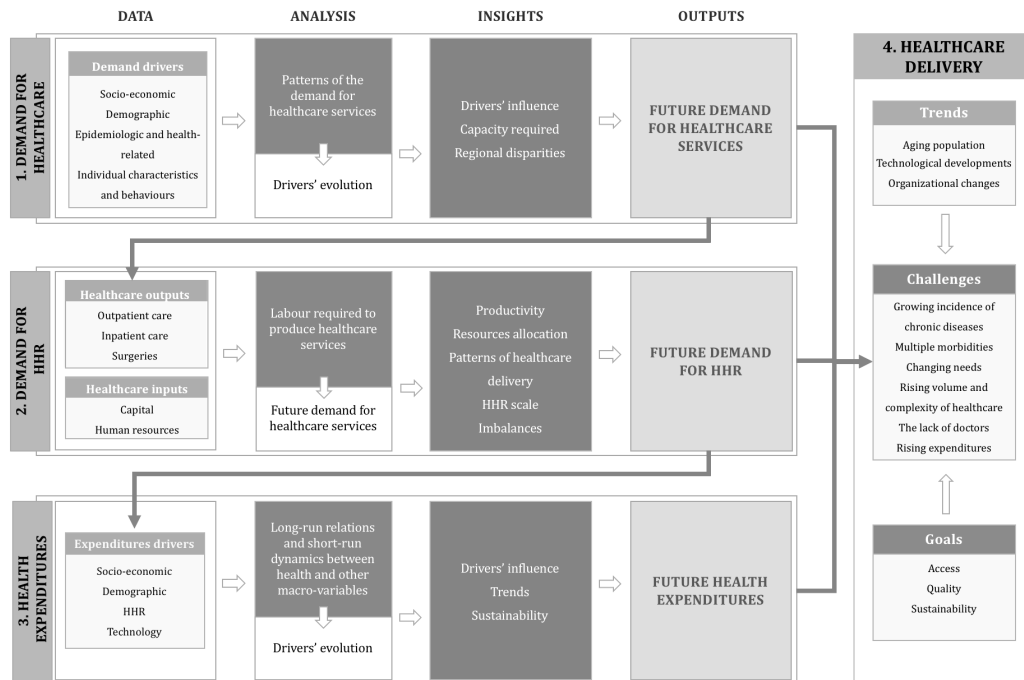 DATA
ANALYSIS
INSIGHTS
OUTPUTS
1. DEMAND FOR
HEALTHCARE
Demand drivers
Socio-economic
Demographic
Epidemiologic and health-
related
Individual characteristics
and behaviours
Patterns of the
demand for
healthcare services
Drivers' evolution
Drivers' influence
Capacity required
Regional disparities
FUTURE DEMAND
FOR HEALTHCARE
SERVICES
2. DEMAND FOR
HHR
Healthcare outputs
Outpatient care
Inpatient care
Surgeries
Healthcare inputs
Capital
Human resources
Labour required to
produce healthcare
services
Future demand for
healthcare services
Productivity
Resources allocation
Patterns of healthcare
delivery
HHR scale
Imbalances
FUTURE DEMAND
FOR HHR
3. HEALTH
EXPENDITURES
Expenditures drivers
Socio-economic
Demographic
HHR
Technology
Long-run relations
and short-run
dynamics between
health and other
macro-variables
Drivers' evolution
Drivers' influence
Trends
Sustainability
FUTURE HEALTH
EXPENDITURES
4. HEALTHCARE
DELIVERY
Trends
Aging population
Technological developments
Organizational changes
Challenges
Growing incidence of
chronic diseases
Multiple morbidities
Changing needs
Rising volume and
complexity of healthcare
The lack of doctors
Rising expenditures
Goals
Access
Quality
Sustainability